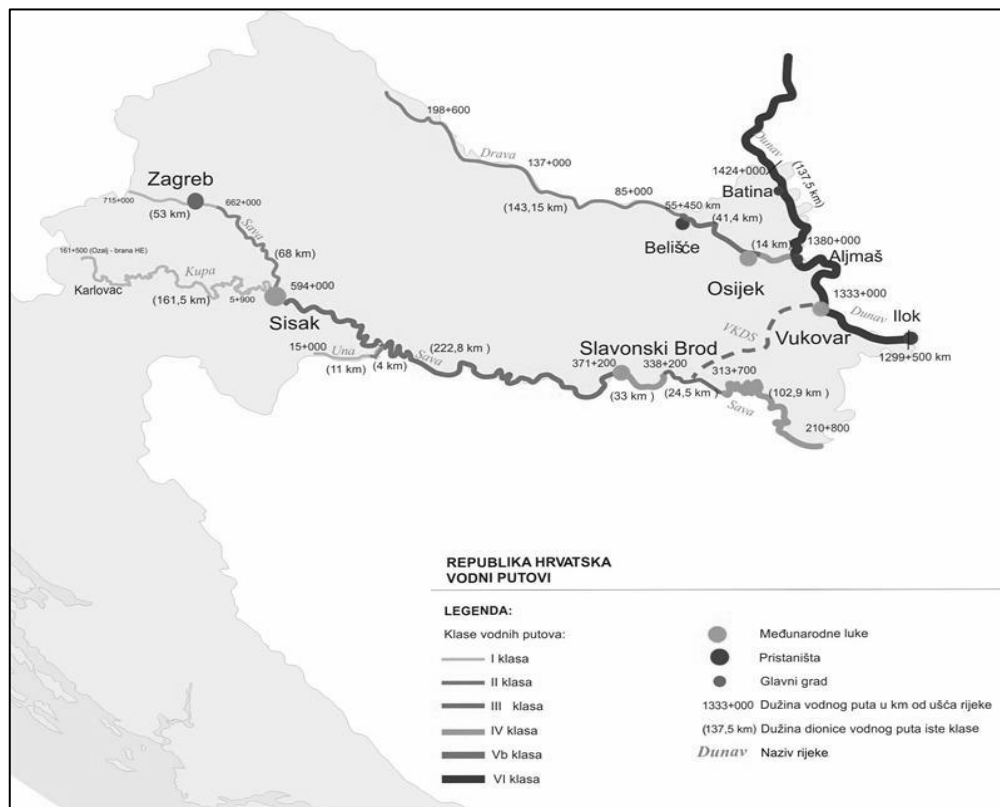 198+600
Drava
137+000
(143,15 km)
85+000
55+450 km
(41,4 km)
Belišće
(14 km)
Osijek
Dunav
(137,5 km)
1424+000
Batina
1380+000
Aljmaš
1333+000
Dunav
Ilok
1299+500 km
Vukovar
VKDS
Zagreb
715+000
(53 km)
662+000
Sava
(68 km)
161+500 (Ozalj - brana HE)
Karlovac
Kupa
(161,5 km)
5+900
594+000
Sisak
15+000
Una
(11 km)
(4 km)
Sava
(222,8 km )
Slavonski Brod
371+200
338+200
(33 km )
(24,5 km )
313+700
Sava
(102,9 km )
210+800
REPUBLIKA HRVATSKA
VODNI PUTOVI
LEGENDA:
Klase vodnih putova:
I klasa
II klasa
III klasa
IV klasa
Vb klasa
VI klasa
Međunarodne luke
Pristaništa
Glavni grad
1333+000 Dužina vodnog puta u km od ušća rijeke
(137,5 km) Dužina dionice vodnog puta iste klase
Dunav Naziv rijeke